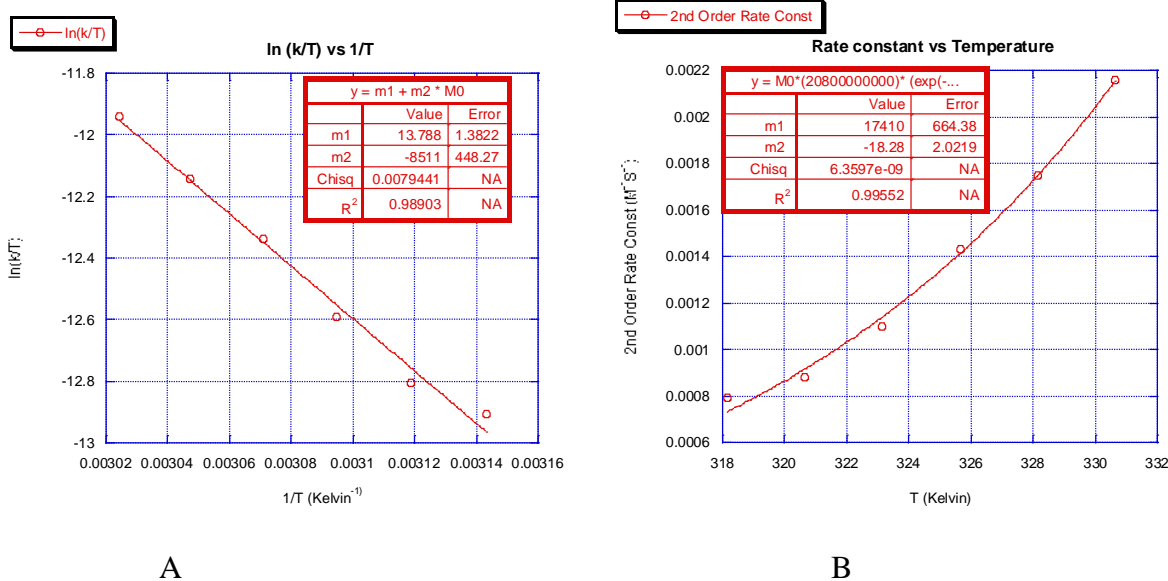 ln(k/T)
ln (k/T) vs 1/T
-11.8
-12
-12.2
-12.4
-12.6
-12.8
-13
ln(k/T)
y = m1 + m2 * M0
Value Error
m1 13.788 1.3822
m2 -8511 448.27
Chisq 0.0079441 NA
R² 0.98903 NA
0.00302 0.00304 0.00306 0.00308 0.0031 0.00312 0.00314 0.00316
1/T (Kelvin⁻¹)
A
2nd Order Rate Const
Rate constant vs Temperature
0.0022
0.002
0.0018
0.0016
0.0014
0.0012
0.001
0.0008
0.0006
2nd Order Rate Const
y = M0*(20800000000)* (exp(-...
Value Error
m1 17410 664.38
m2 -18.28 2.0219
Chisq 6.3597e-09 NA
R² 0.99552 NA
318 320 322 324 326 328 330 332
T (Kelvin)
B